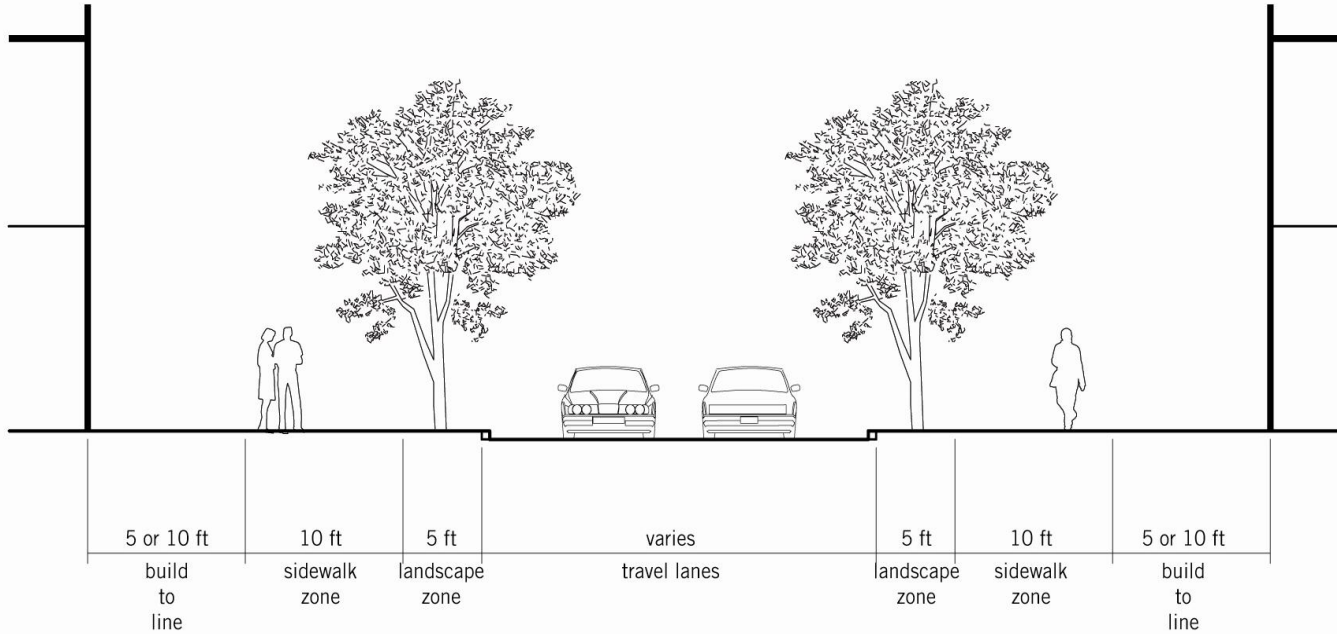 5 or 10 ft 10 ft 5 ft varies 5 ft 10 ft 5 or 10 ft
build sidewalk landscape travel lanes landscape sidewalk build
to zone zone zone zone to
line line